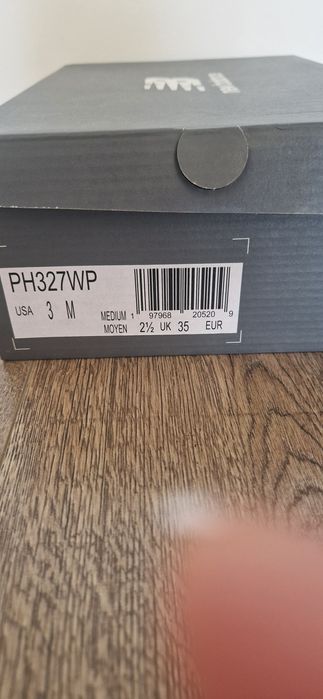 PH327WP
USA 3 M MEDIUM
MOYEN 2½ UK 35 EUR
1 97968 20520 9